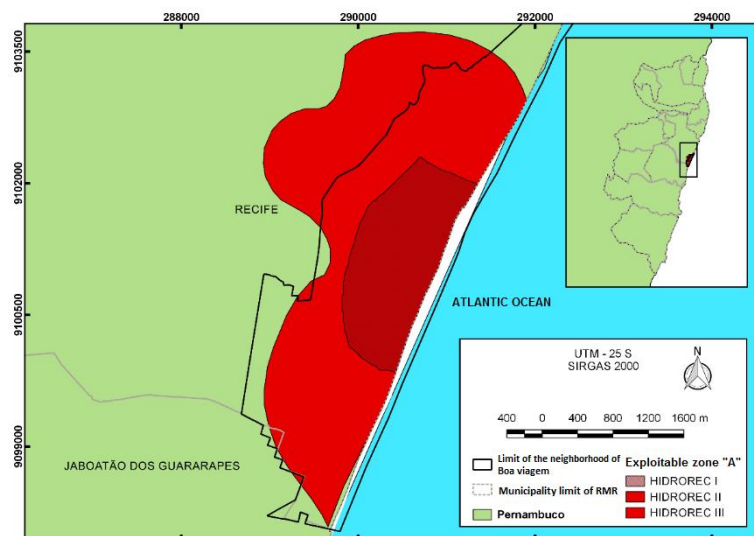 288000 290000 292000 294000
9103500
9102000
9100500
9099000
RECIFE
ATLANTIC OCEAN
JABOATÃO DOS GUARARAPES
UTM - 25 S
SIRGAS 2000
N
400 0 400 800 1200 1600 m
Limit of the neighborhood of
Boa viagem
Municipality limit of RMR
Pernambuco
Exploitable zone "A"
HIDROREC I
HIDROREC II
HIDROREC III